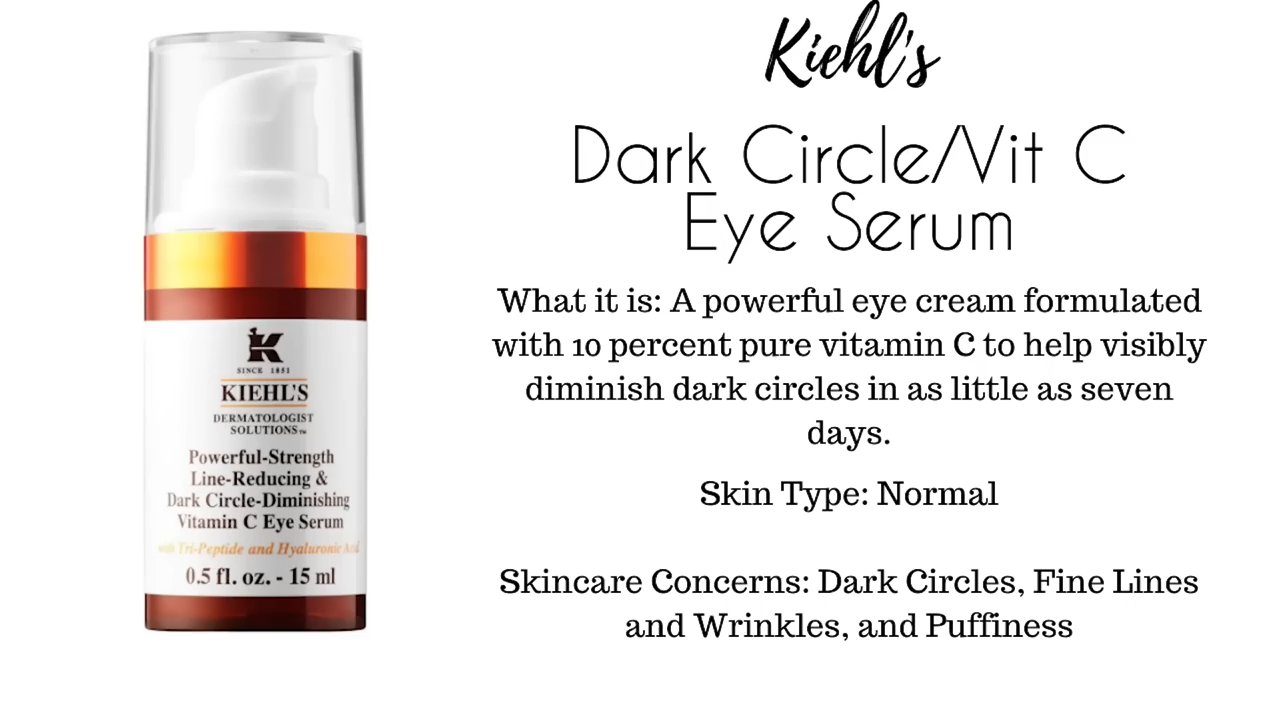 Kiehl's
Dark Circle/Vit C
Eye Serum
What it is: A powerful eye cream formulated
with 10 percent pure vitamin C to help visibly
diminish dark circles in as little as seven
days.
Skin Type: Normal
Skincare Concerns: Dark Circles, Fine Lines
and Wrinkles, and Puffiness
K
SINCE 1851
KIEHL'S
DERMATOLOGIST
SOLUTIONS™
Powerful-Strength
Line-Reducing &
Dark Circle-Diminishing
Vitamin C Eye Serum
with Tri-Peptide and Hyaluronic Acid
0.5 fl. oz. - 15 ml